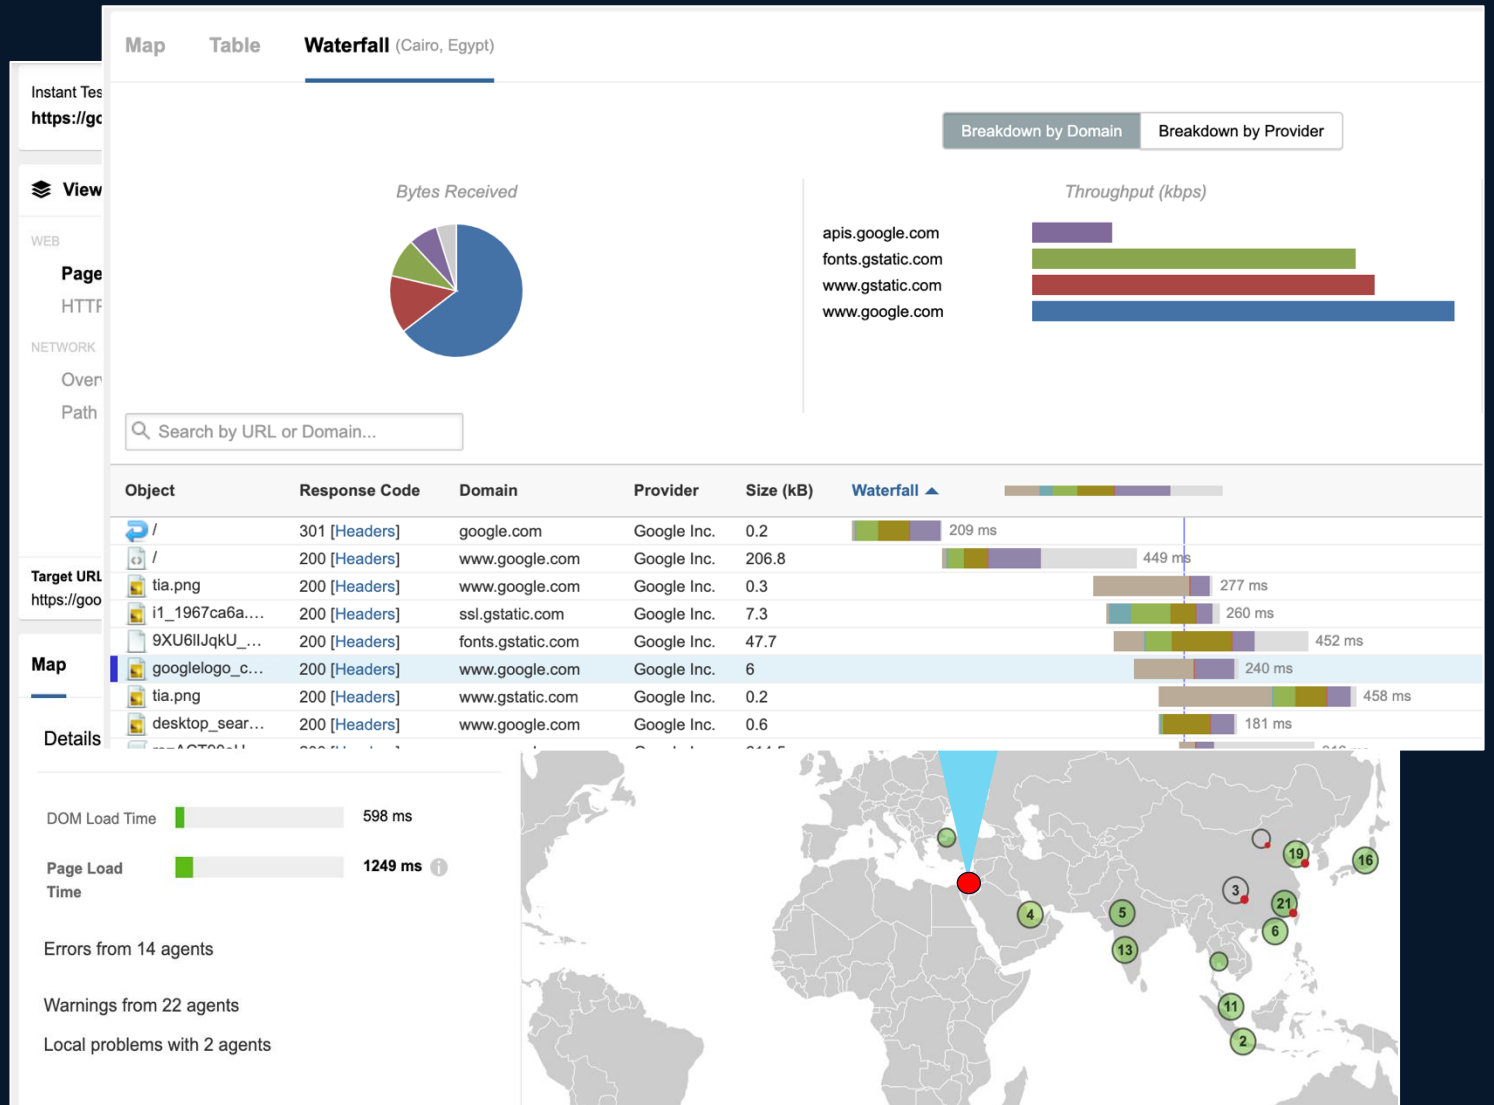 Map Table Waterfall (Cairo, Egypt)
Instant Tes
https://go
Breakdown by Domain Breakdown by Provider
View
Bytes Received
Throughput (kbps)
WEB
Page
HTTP
NETWORK
Over
Path
apis.google.com
fonts.gstatic.com
www.gstatic.com
www.google.com
Search by URL or Domain...
Object Response Code Domain Provider Size (kB) Waterfall
/ 301 [Headers] google.com Google Inc. 0.2 209 ms
/ 200 [Headers] www.google.com Google Inc. 206.8 449 ms
tia.png 200 [Headers] www.google.com Google Inc. 0.3 277 ms
i1_1967ca6a.... 200 [Headers] ssl.gstatic.com Google Inc. 7.3 260 ms
9XU6lIJqkU_... 200 [Headers] fonts.gstatic.com Google Inc. 47.7 452 ms
googlelogo_c... 200 [Headers] www.google.com Google Inc. 6 240 ms
tia.png 200 [Headers] www.gstatic.com Google Inc. 0.2 458 ms
desktop_sear... 200 [Headers] www.google.com Google Inc. 0.6 181 ms
Target URL
https://goo
Map
Details
DOM Load Time 598 ms
Page Load
Time
1249 ms
Errors from 14 agents
Warnings from 22 agents
Local problems with 2 agents
19
16
3
21
4
5
6
13
11
2